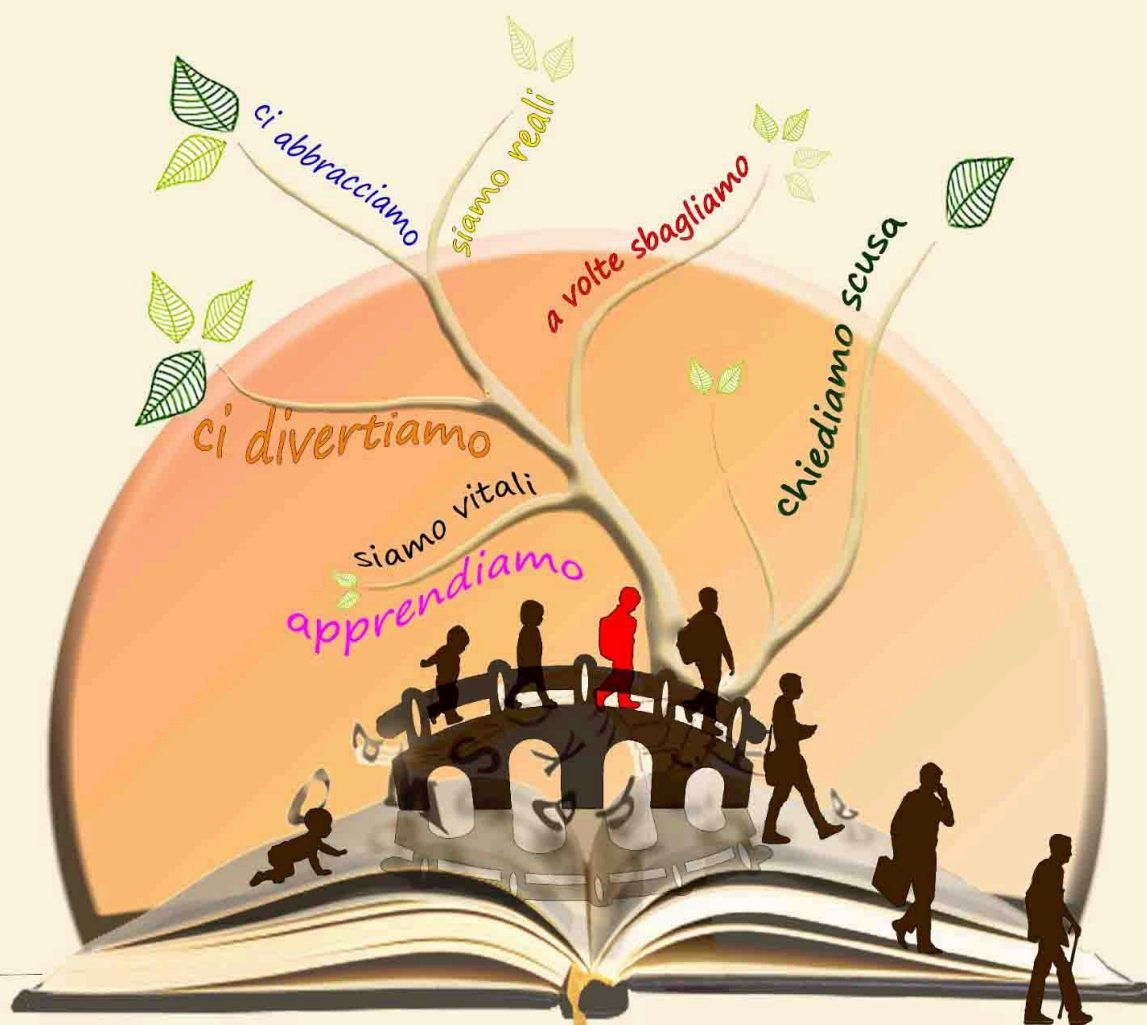 siamo reali
ci abbracciamo
a volte sbagliamo
chiediamo scusa
ci divertiamo
siamo vitali
apprendiamo